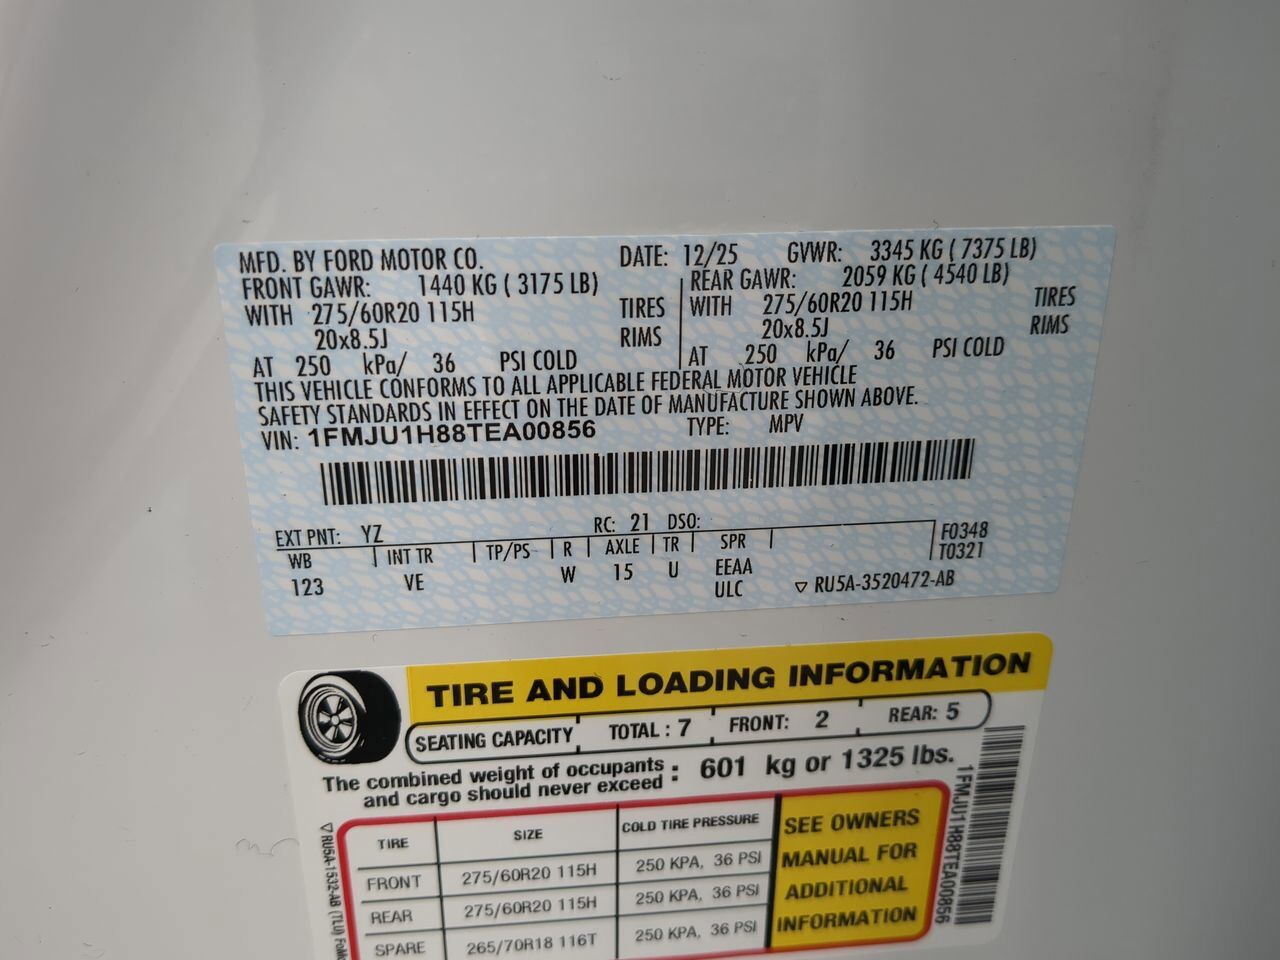 MFD. BY FORD MOTOR CO. DATE: 12/25 GVWR: 3345 KG ( 7375 LB)
FRONT GAWR: 1440 KG ( 3175 LB) REAR GAWR: 2059 KG ( 4540 LB)
WITH 275/60R20 115H TIRES WITH 275/60R20 115H TIRES
20x8.5J RIMS 20x8.5J RIMS
AT 250 kPa/ 36 PSI COLD AT 250 kPa/ 36 PSI COLD
THIS VEHICLE CONFORMS TO ALL APPLICABLE FEDERAL MOTOR VEHICLE
SAFETY STANDARDS IN EFFECT ON THE DATE OF MANUFACTURE SHOWN ABOVE.
VIN: 1FMJU1H88TEA00856 TYPE: MPV
EXT PNT: YZ RC: 21 DSO: F0348
WB INT TR TP/PS R AXLE TR SPR T0321
123 VE W 15 U EEAA
ULC ▽ RU5A-3520472-AB
TIRE AND LOADING INFORMATION
SEATING CAPACITY TOTAL : 7 FRONT: 2 REAR: 5
The combined weight of occupants and cargo should never exceed : 601 kg or 1325 lbs.
TIRE SIZE COLD TIRE PRESSURE
FRONT 275/60R20 115H 250 KPA, 36 PSI
REAR 275/60R20 115H 250 KPA, 36 PSI
SPARE 265/70R18 116T 250 KPA, 36 PSI
SEE OWNERS
MANUAL FOR
ADDITIONAL
INFORMATION
1FMJU1H88TEA00856
▽ RU5A-1532-AB (TLU)